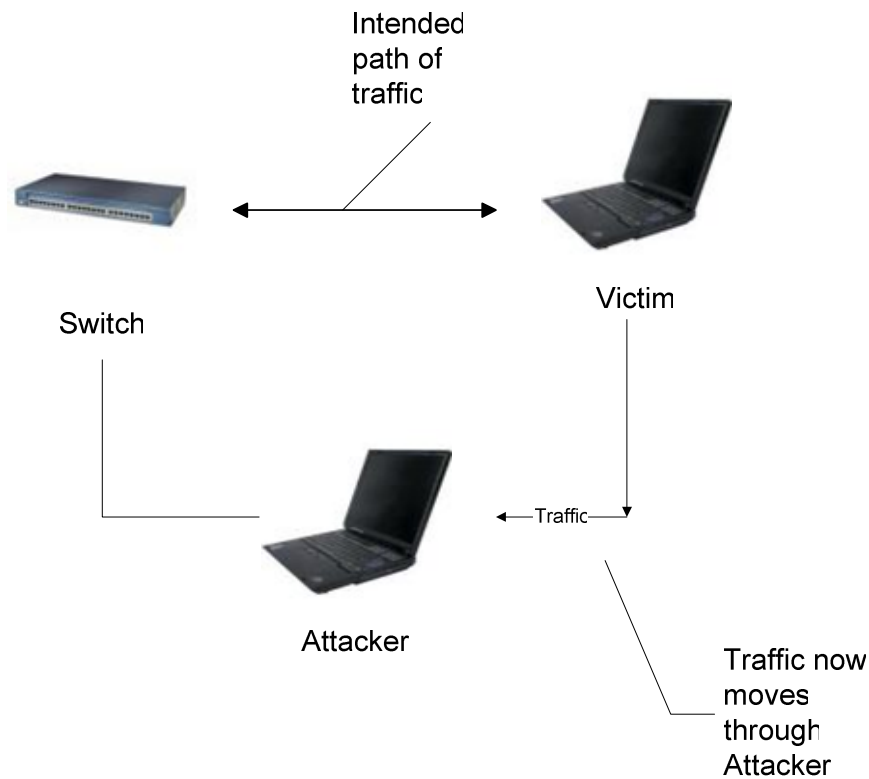 Intended
path of
traffic
Victim
Switch
Traffic
Attacker
Traffic now
moves
through
Attacker